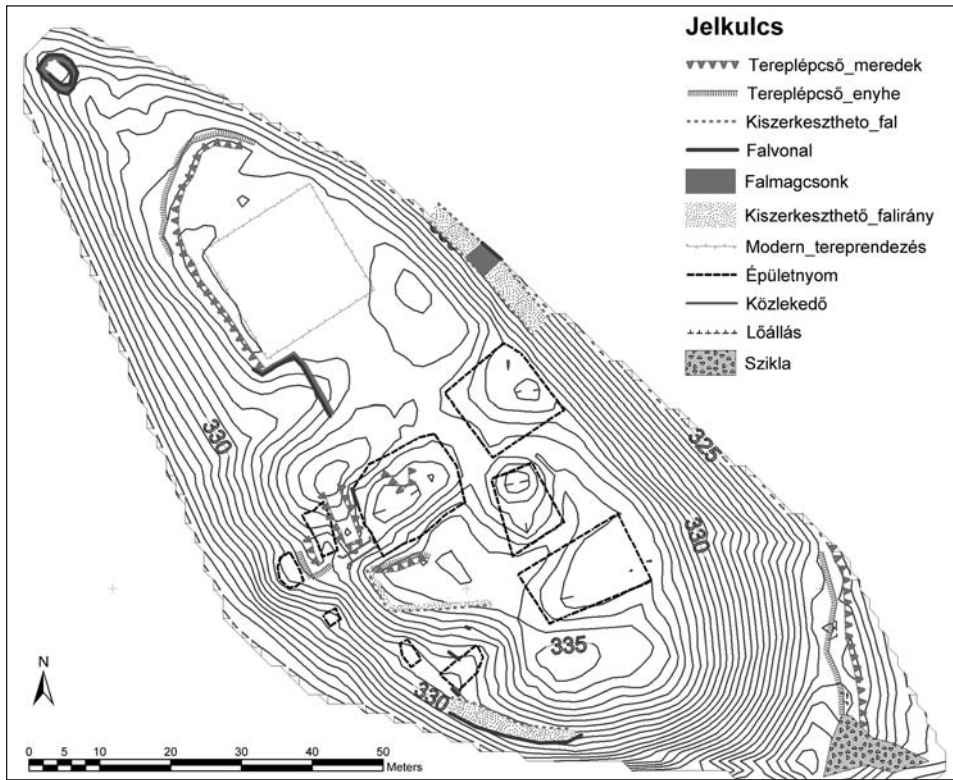 Jelkulcs
Tereplépcső_meredek
Tereplépcső_enyhe
Kiszerkesztheto_fal
Falvonal
Falmagcsonk
Kiszerkeszthető_falirány
Modern_tereprendezés
Épületnyom
Közlekedő
Lőállás
Szikla
330
325
330
335
330
N
0 5 10 20 30 40 50
Meters